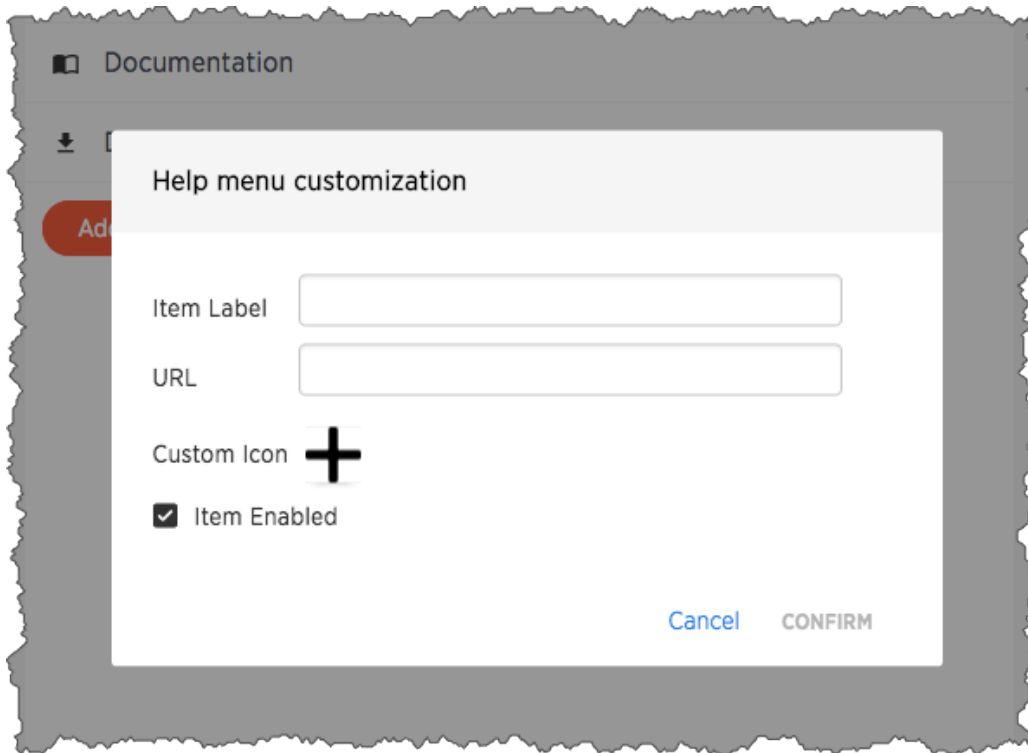 Documentation
Help menu customization
Item Label
URL
Custom Icon
Item Enabled
Cancel CONFIRM